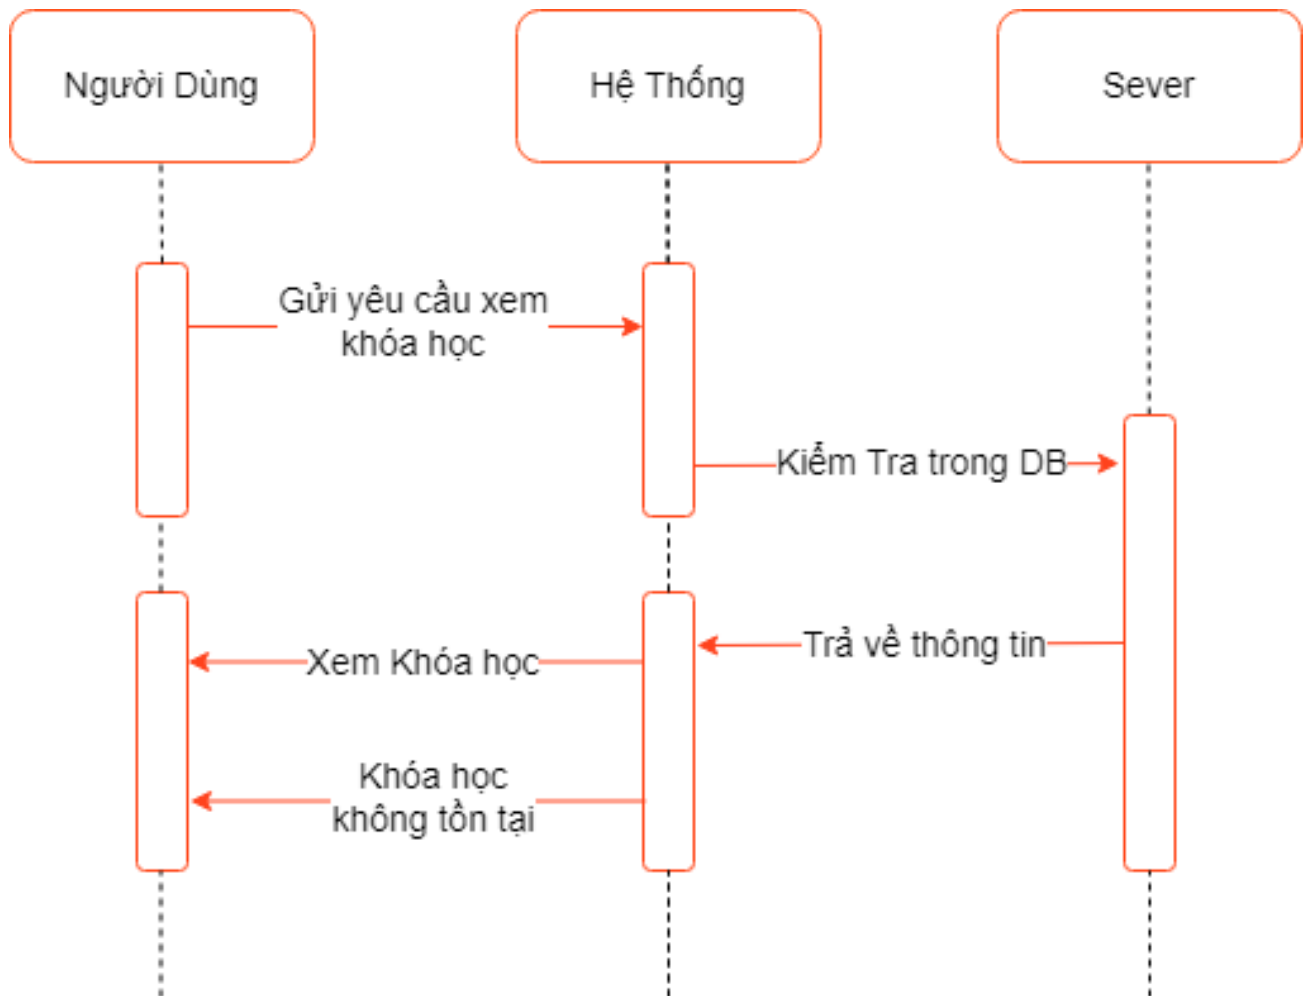 Người Dùng
Hệ Thống
Sever
Gửi yêu cầu xem
khóa học
Kiểm Tra trong DB
Trả về thông tin
Xem Khóa học
Khóa học
không tồn tại